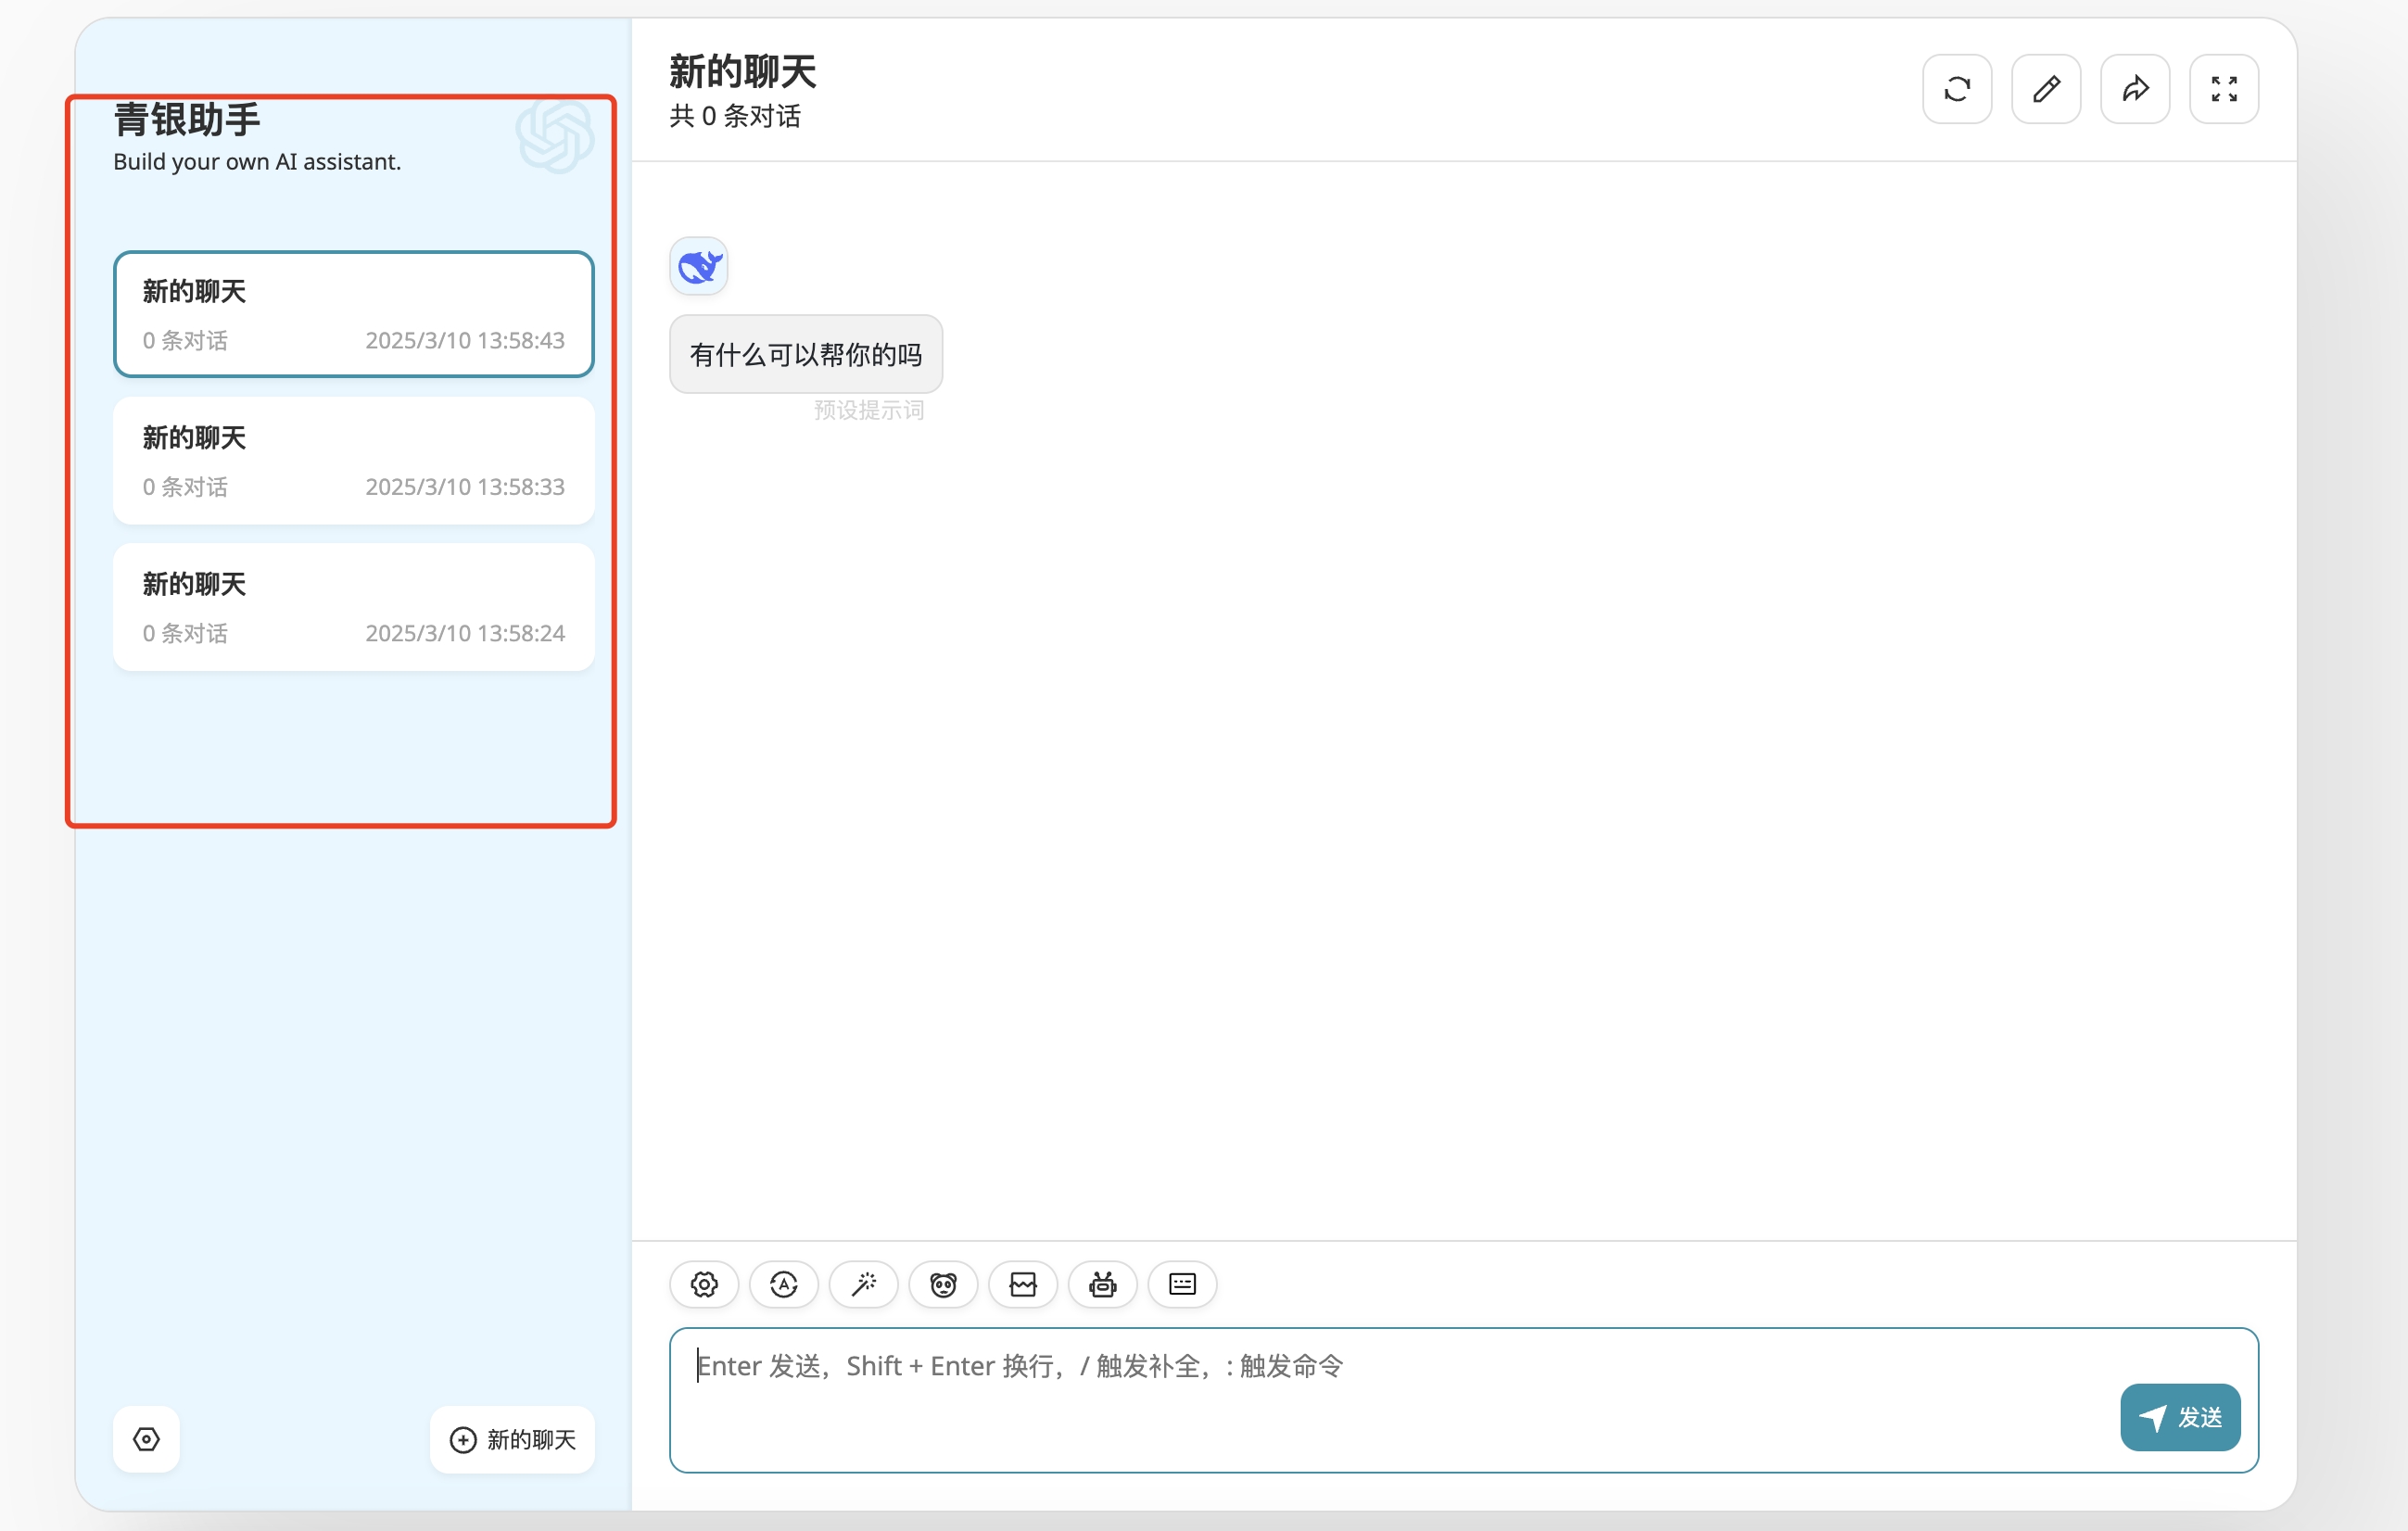 青银助手
Build your own AI assistant.
新的聊天
0 条对话 2025/3/10 13:58:43
新的聊天
0 条对话 2025/3/10 13:58:33
新的聊天
0 条对话 2025/3/10 13:58:24
新的聊天
新的聊天
共 0 条对话
有什么可以帮你的吗
预设提示词
Enter 发送，Shift + Enter 换行，/ 触发补全，: 触发命令
发送